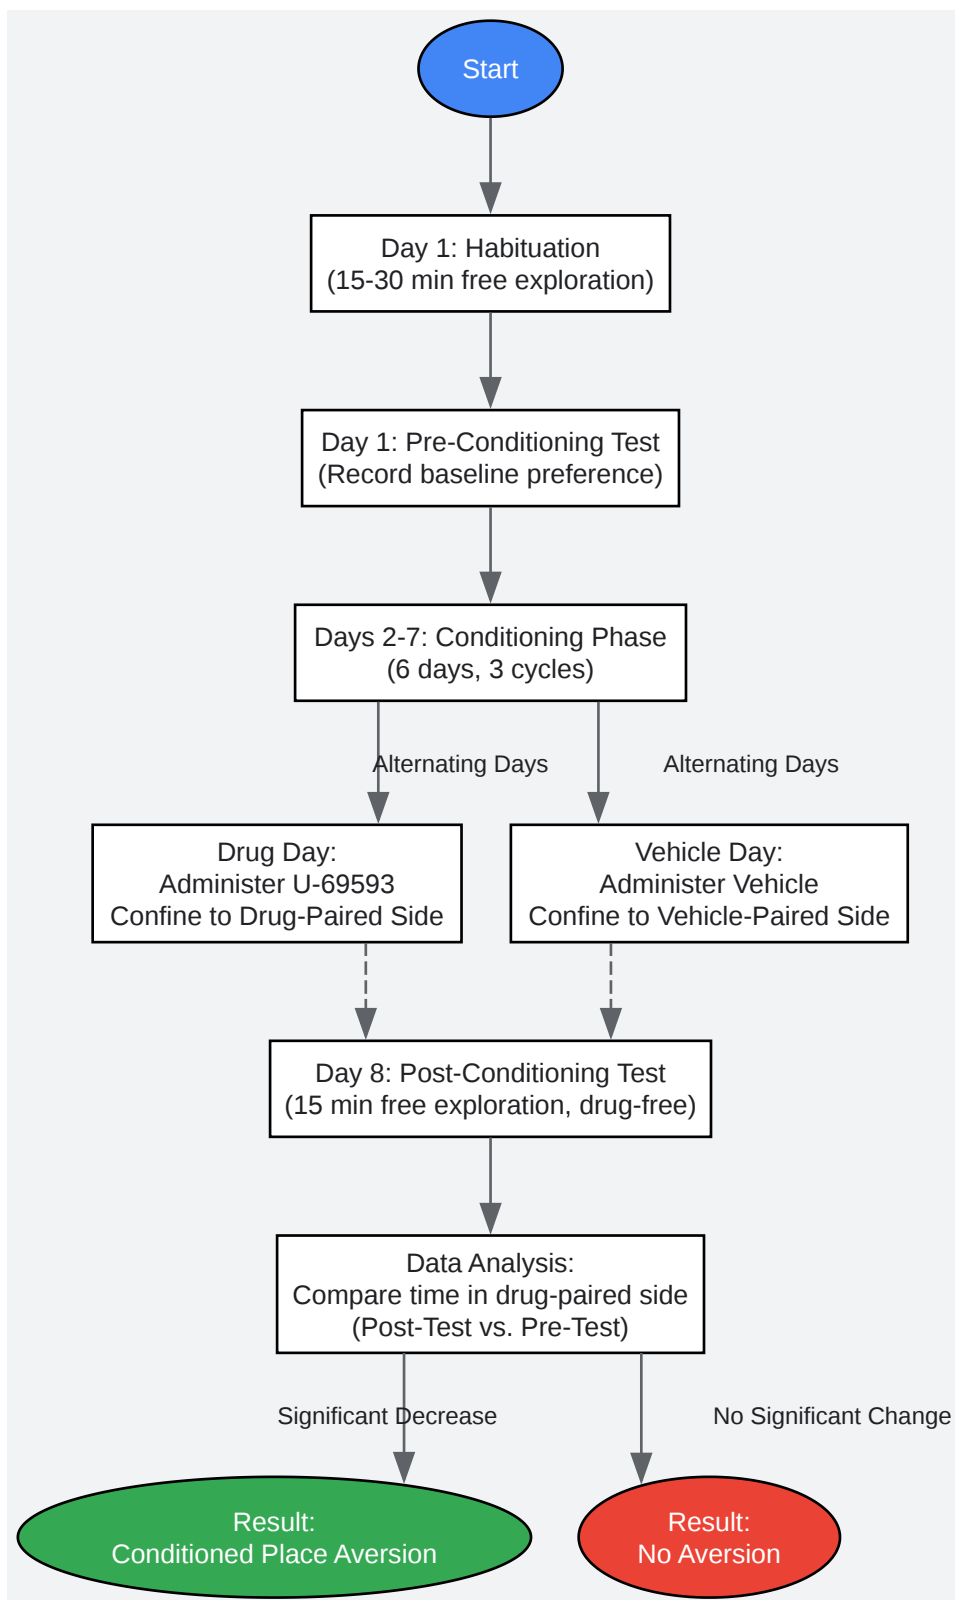 Start
Day 1: Habituation
(15-30 min free exploration)
Day 1: Pre-Conditioning Test
(Record baseline preference)
Days 2-7: Conditioning Phase
(6 days, 3 cycles)
Alternating Days
Alternating Days
Drug Day:
Administer U-69593
Confine to Drug-Paired Side
Vehicle Day:
Administer Vehicle
Confine to Vehicle-Paired Side
Day 8: Post-Conditioning Test
(15 min free exploration, drug-free)
Data Analysis:
Compare time in drug-paired side
(Post-Test vs. Pre-Test)
Significant Decrease
No Significant Change
Result:
Conditioned Place Aversion
Result:
No Aversion